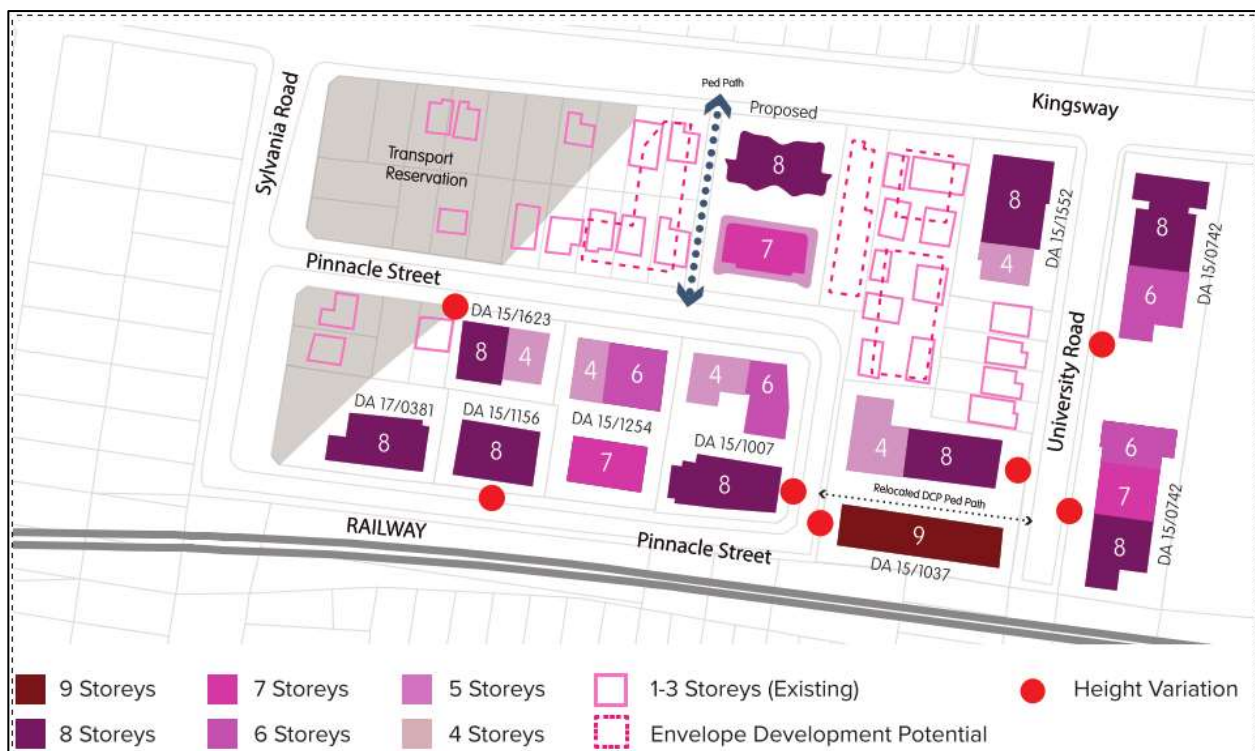 Ped Path
Proposed
Kingsway
Sylvania Road
Transport
Reservation
8
8
8
DA 15/1552
DA 15/0742
7
4
6
Pinnacle Street
DA 15/1623
8
4
4
6
4
6
University Road
DA 17/0381
DA 15/1156
DA 15/1254
DA 15/1007
8
8
7
8
4
8
6
7
8
DA 15/0742
Relocated DCP Ped Path
RAILWAY
Pinnacle Street
9
DA 15/1037
9 Storeys
7 Storeys
5 Storeys
1-3 Storeys (Existing)
Height Variation
8 Storeys
6 Storeys
4 Storeys
Envelope Development Potential